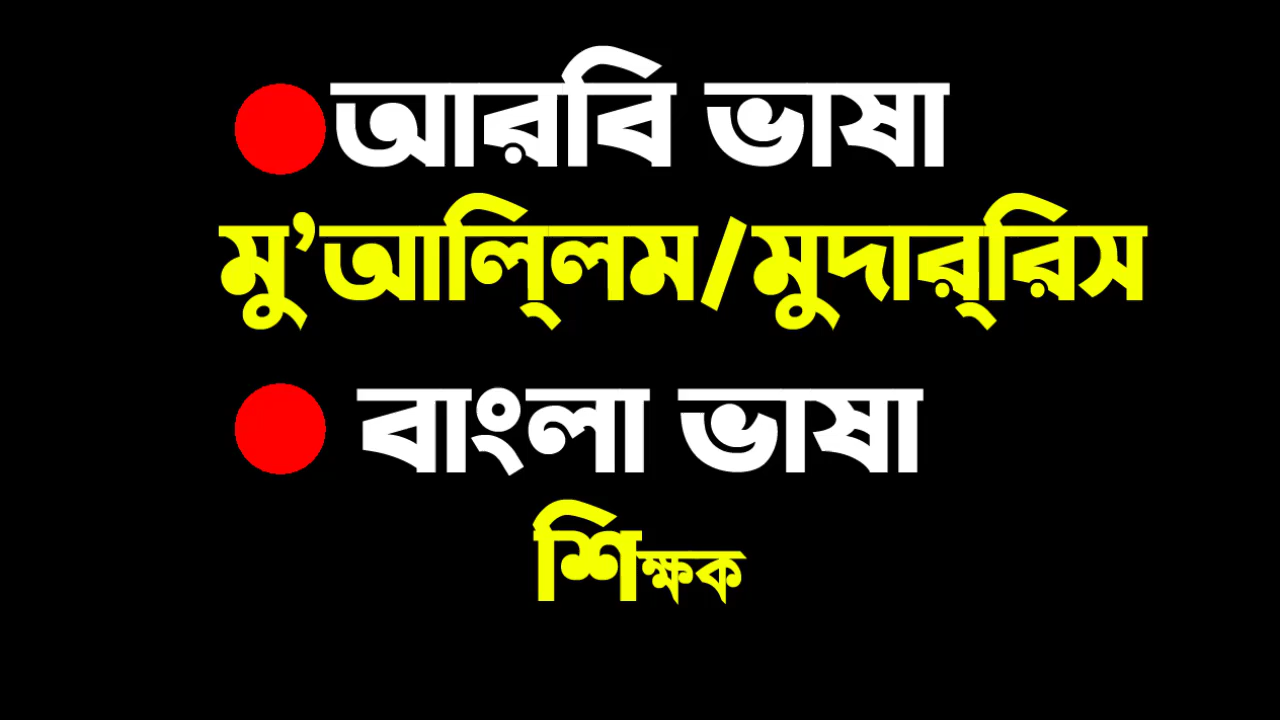 আরবি ভাষা
মু’আল্লিম/মুদার্রিস
বাংলা ভাষা
শিক্ষক